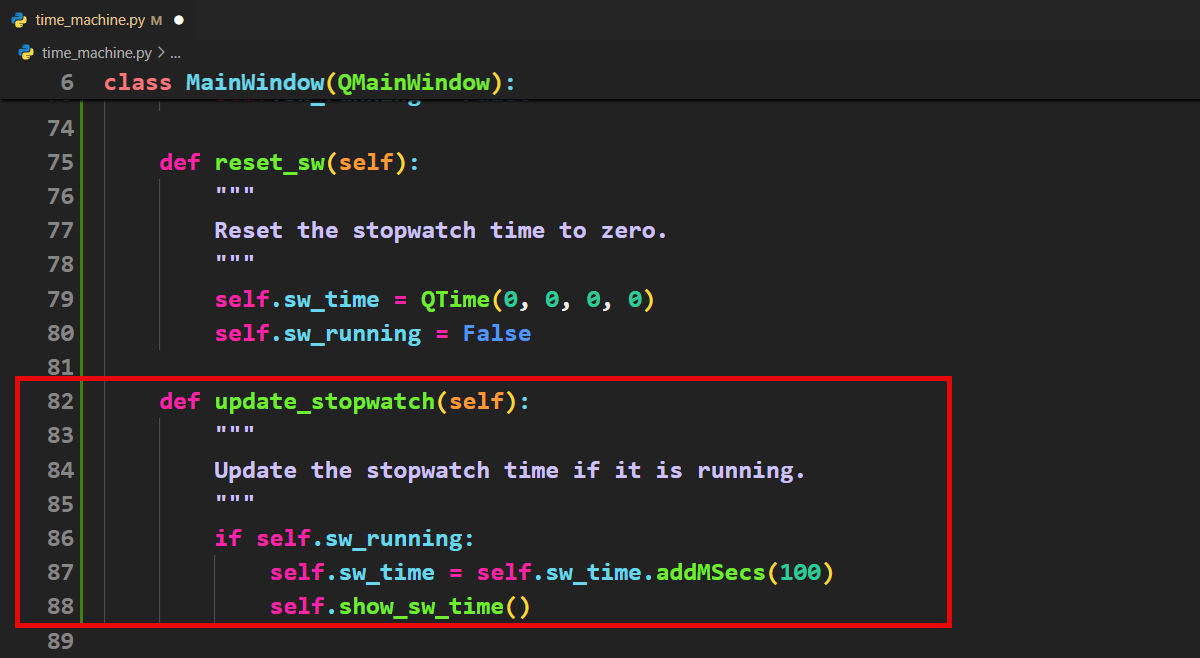 time_machine.py M
time_machine.py > ...
6 class MainWindow(QMainWindow):
74
75 def reset_sw(self):
76 """
77 Reset the stopwatch time to zero.
78 """
79 self.sw_time = QTime(0, 0, 0, 0)
80 self.sw_running = False
81
82 def update_stopwatch(self):
83 """
84 Update the stopwatch time if it is running.
85 """
86 if self.sw_running:
87 self.sw_time = self.sw_time.addMSecs(100)
88 self.show_sw_time()
89